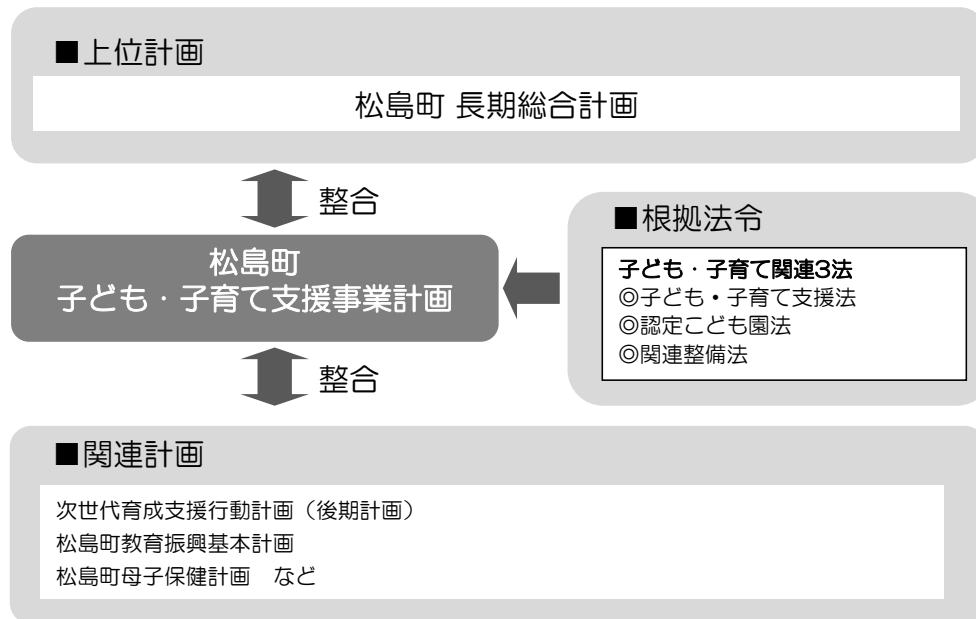 ■上位計画
松島町 長期総合計画
整合
松島町
子ども・子育て支援事業計画
■根拠法令
子ども・子育て関連3法
◎子ども・子育て支援法
◎認定こども園法
◎関連整備法
整合
■関連計画
次世代育成支援行動計画（後期計画）
松島町教育振興基本計画
松島町母子保健計画　など